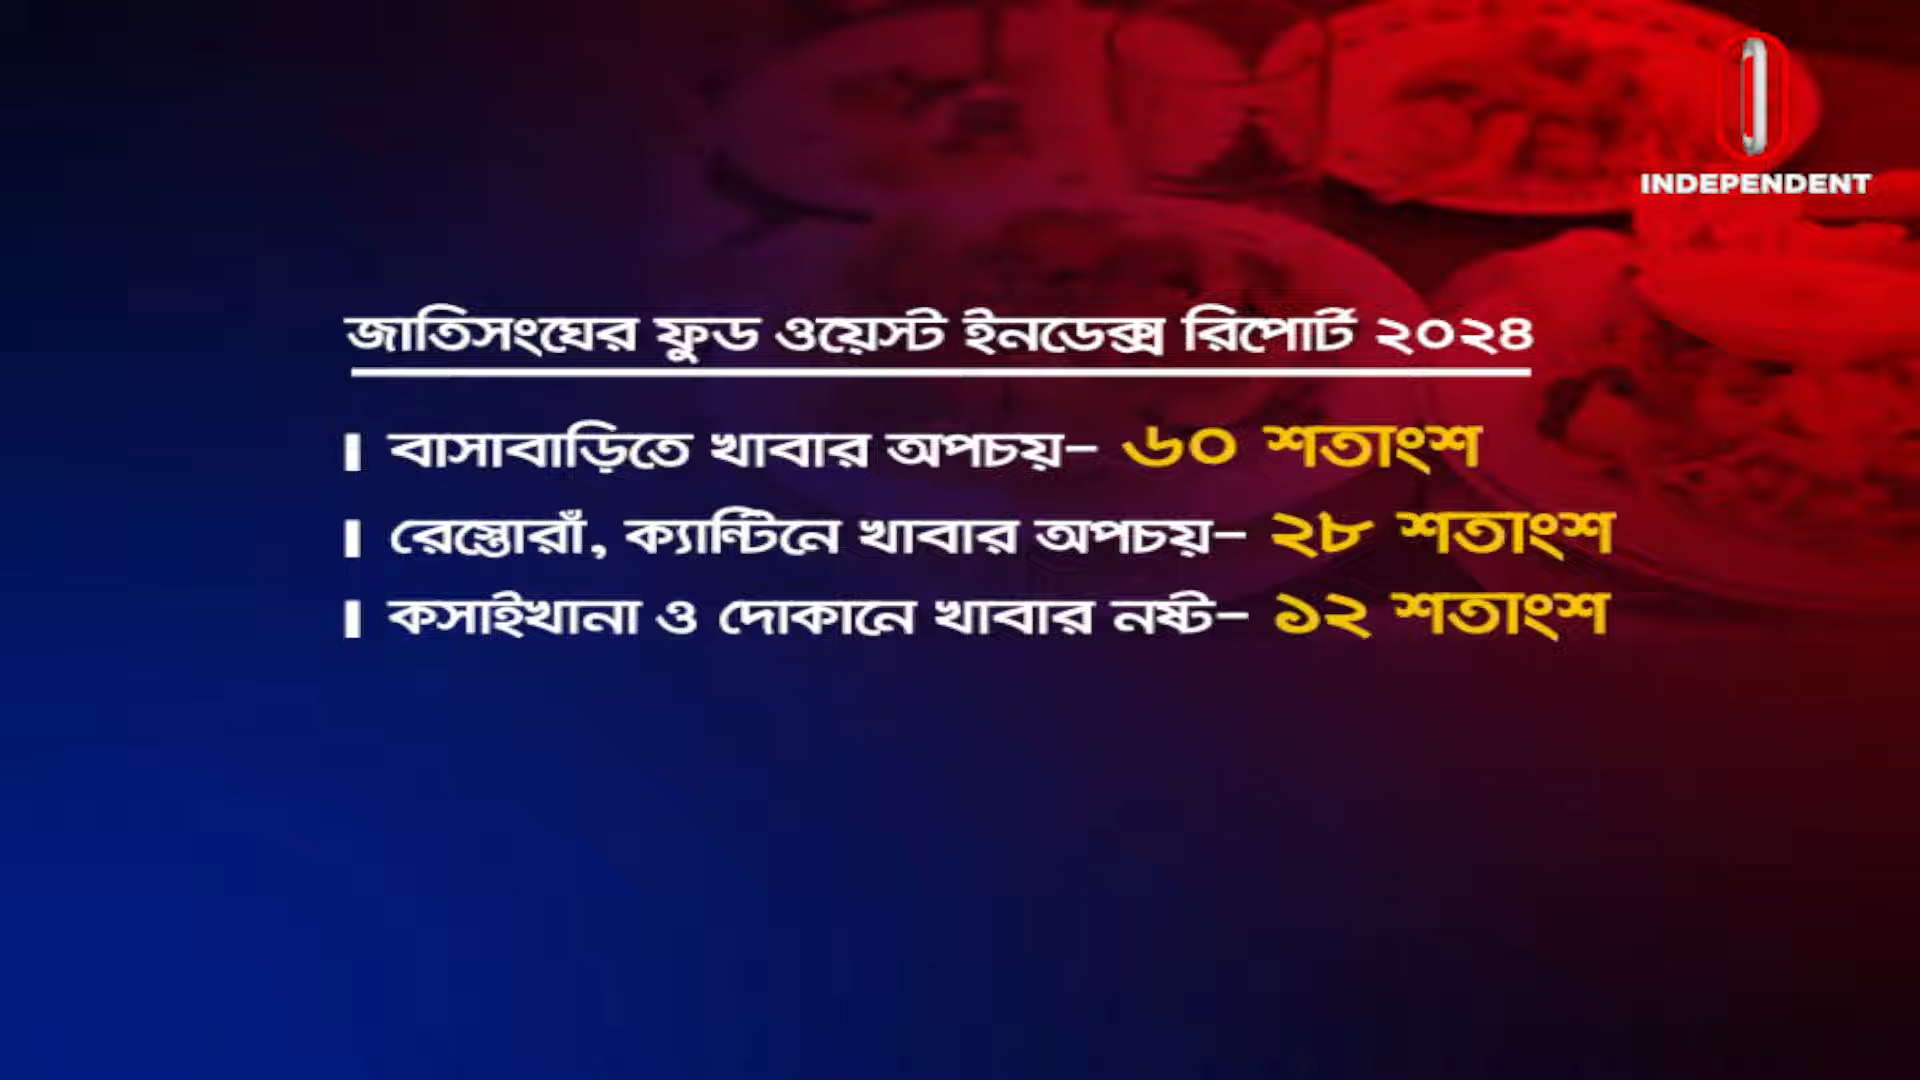 INDEPENDENT
জাতিসংঘের ফুড ওয়েস্ট ইনডেক্স রিপোর্ট ২০২৪
বাসাবাড়িতে খাবার অপচয়– ৬০ শতাংশ
রেস্তোরাঁ, ক্যান্টিনে খাবার অপচয়– ২৮ শতাংশ
কসাইখানা ও দোকানে খাবার নষ্ট– ১২ শতাংশ